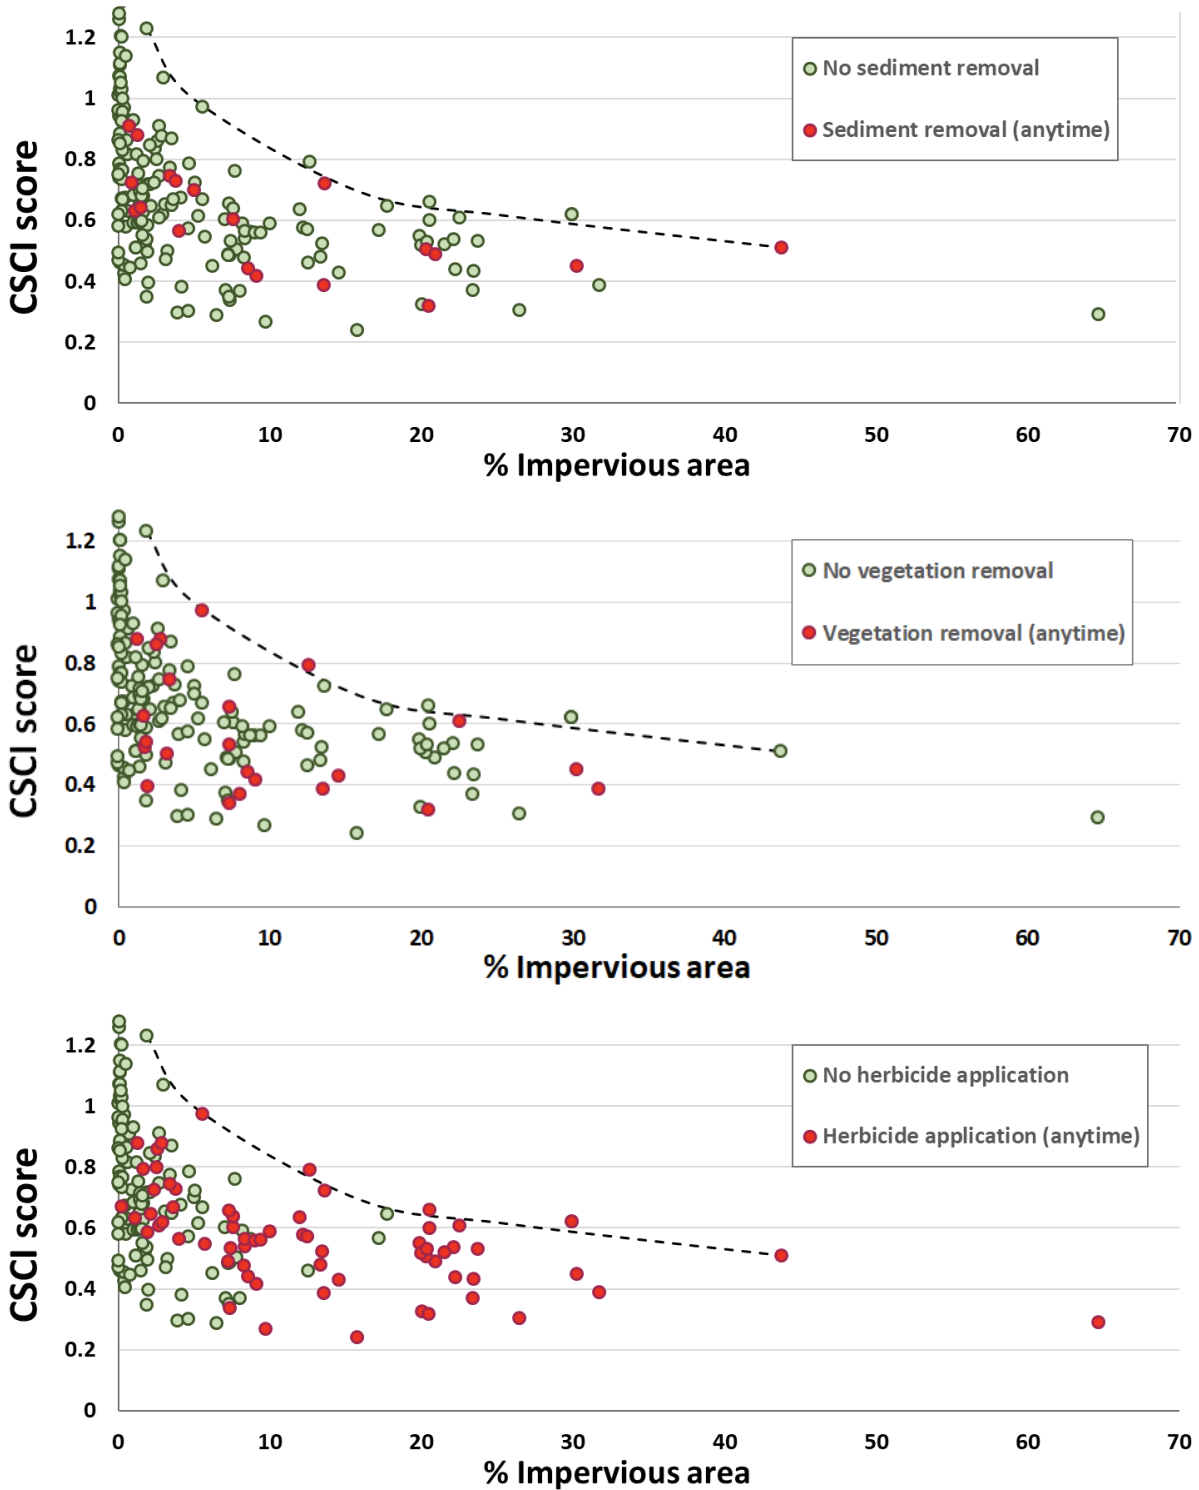 CSCI score
1.2
1
0.8
0.6
0.4
0.2
0
No sediment removal
Sediment removal (anytime)
0 10 20 30 40 50 60 70
% Impervious area
CSCI score
1.2
1
0.8
0.6
0.4
0.2
0
No vegetation removal
Vegetation removal (anytime)
0 10 20 30 40 50 60 70
% Impervious area
CSCI score
1.2
1
0.8
0.6
0.4
0.2
0
No herbicide application
Herbicide application (anytime)
0 10 20 30 40 50 60 70
% Impervious area